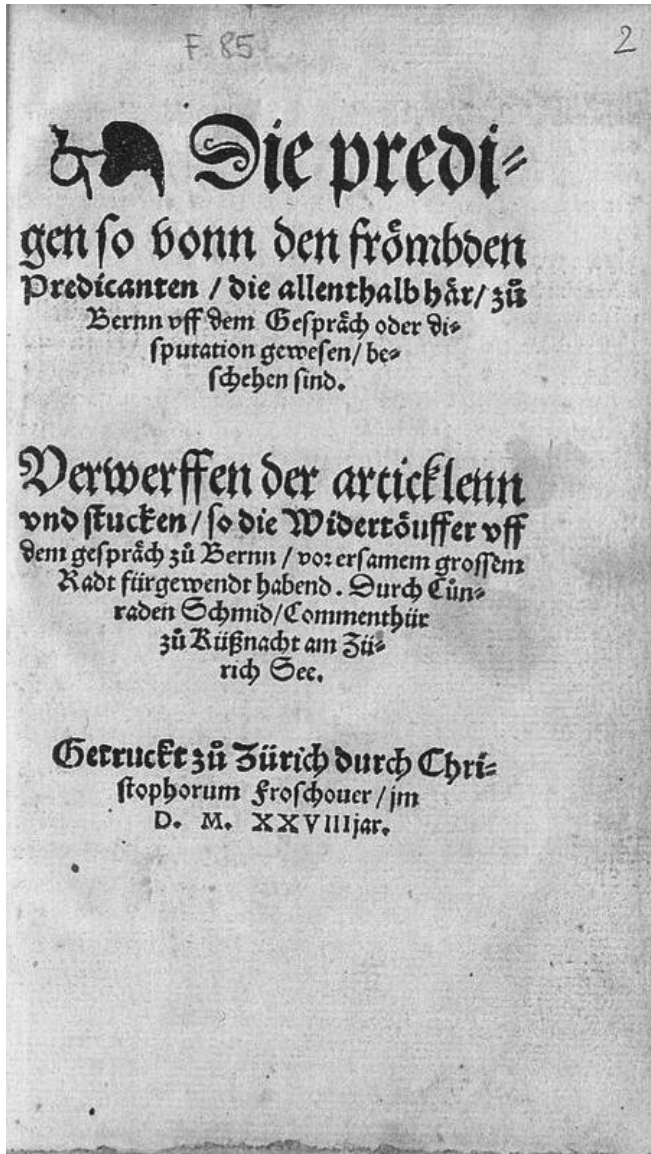 F. 85
2
Die predi-
gen so vonn den frömbden
Predicanten / die allenthalb här / zů
Bernn vff dem Gespräch oder di-
sputation gewesen / be-
schehen sind.
Verwerffen der articklenn
vnd stucken / so die Widertöuffer vff
dem gespräch zů Bernn / vor ersamem grossem
Radt fürgewendt habend. Durch Cůn-
raden Schmid / Commenthür
zů Küßnacht am Zü-
rich See.
Getruckt zů Zürich durch Chri-
stophorum Froschouer / jm
D. M. XXVIII jar.